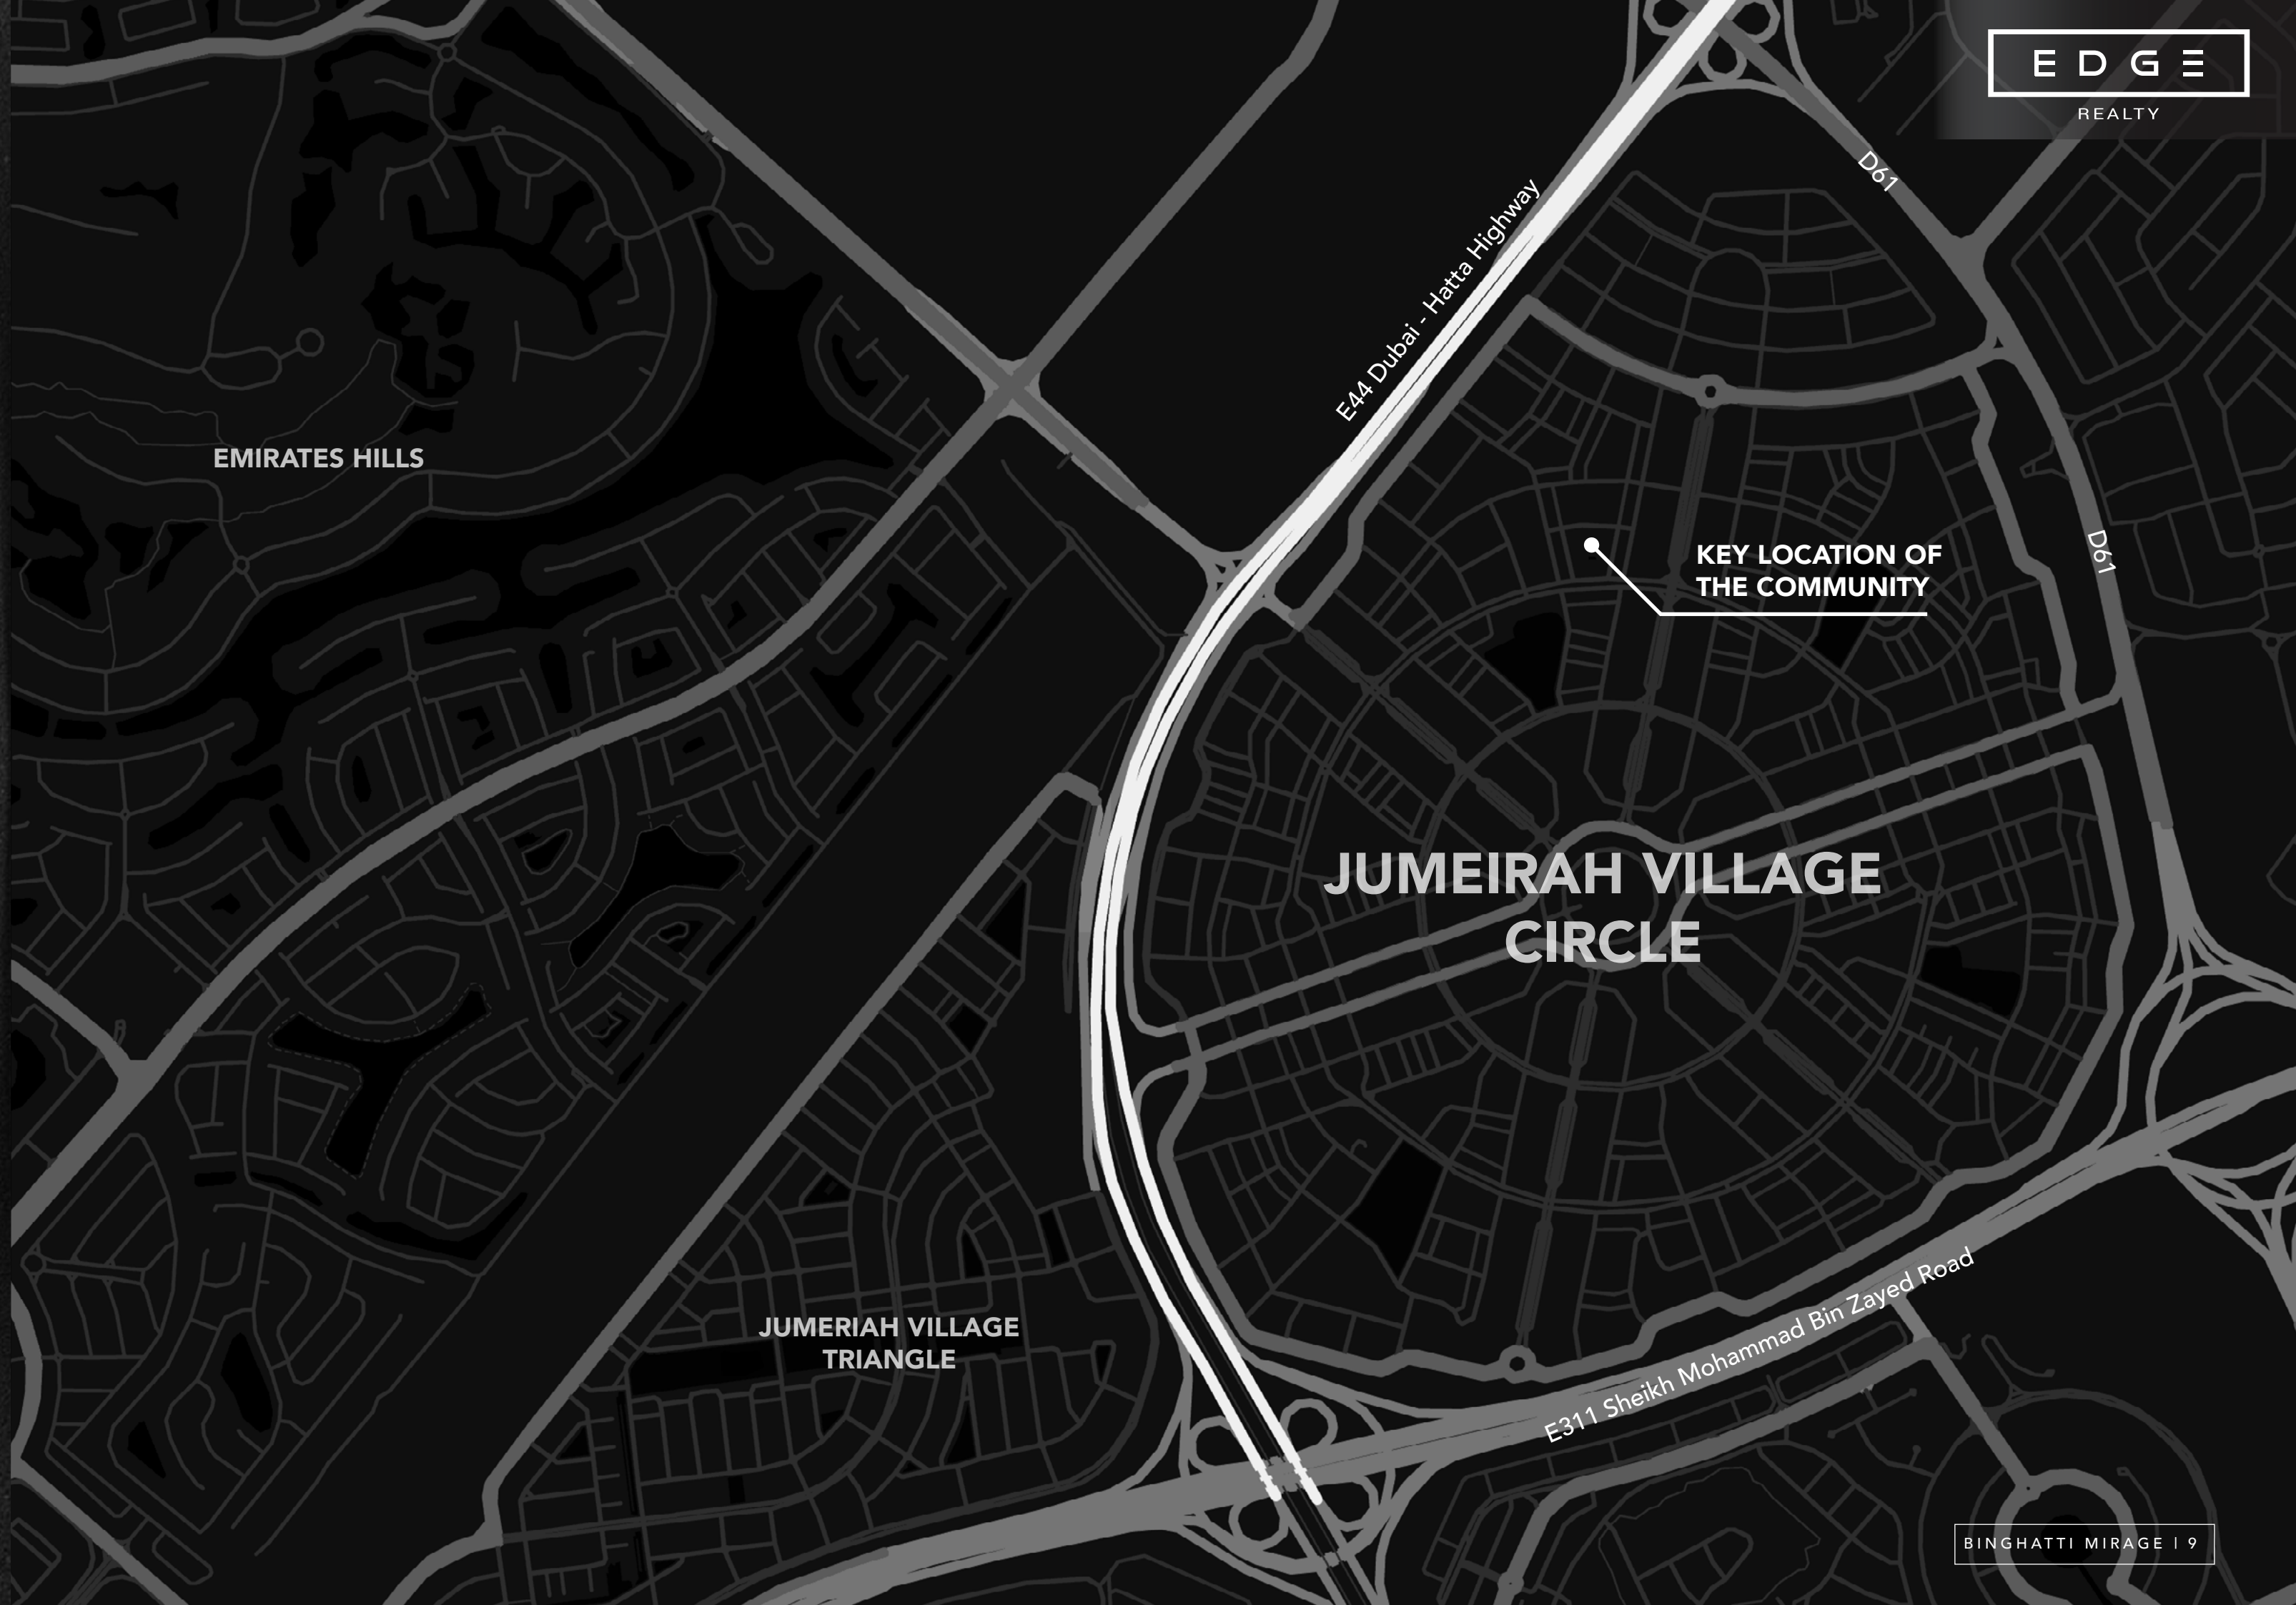 EDGE
REALTY
D61
E44 Dubai - Hatta Highway
EMIRATES HILLS
KEY LOCATION OF
THE COMMUNITY
D61
JUMEIRAH VILLAGE
CIRCLE
JUMERIAH VILLAGE
TRIANGLE
E311 Sheikh Mohammad Bin Zayed Road
BINGHATTI MIRAGE | 9